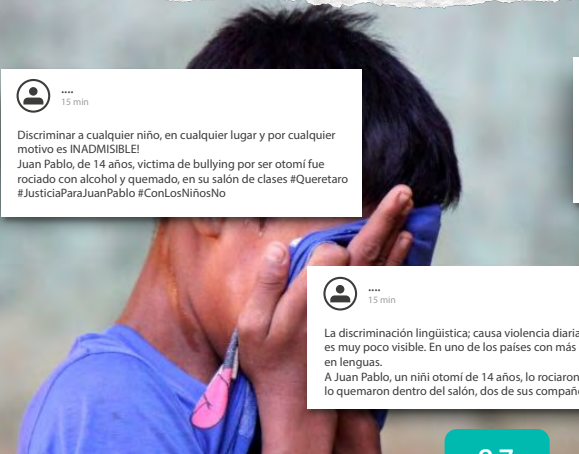 ....
15 min
Discriminar a cualquier niño, en cualquier lugar y por cualquier
motivo es INADMISIBLE!
Juan Pablo, de 14 años, victima de bullying por ser otomí fue
rociado con alcohol y quemado, en su salón de clases #Queretaro
#JusticiaParaJuanPablo #ConLosNiñosNo
....
15 min
La discriminación lingüistica; causa violencia diaria
es muy poco visible. En uno de los países con más
en lenguas.
A Juan Pablo, un niñi otomí de 14 años, lo rociaron
lo quemaron dentro del salón, dos de sus compañe